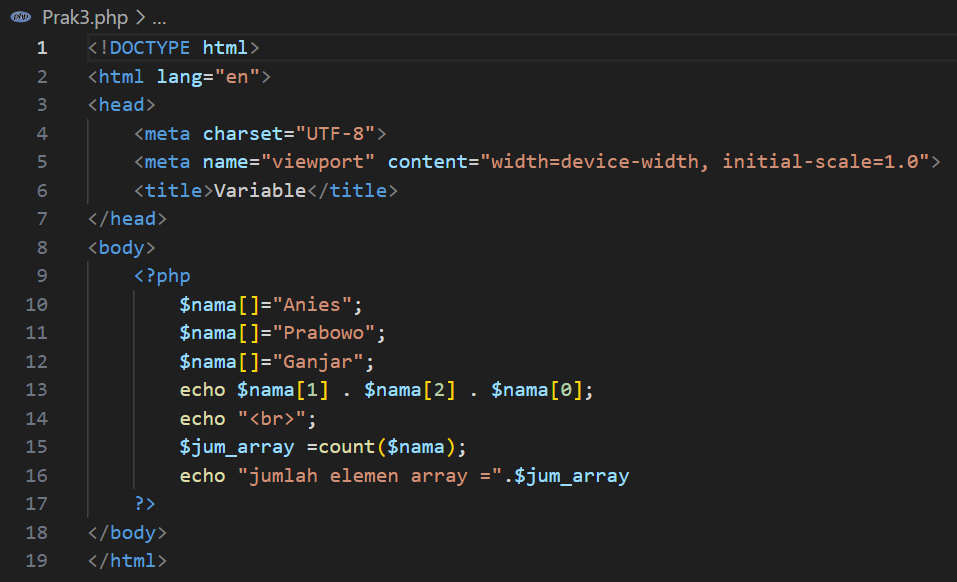 php Prak3.php > ...
1 <!DOCTYPE html>
2 <html lang="en">
3 <head>
4     <meta charset="UTF-8">
5     <meta name="viewport" content="width=device-width, initial-scale=1.0">
6     <title>Variable</title>
7 </head>
8 <body>
9     <?php
10         $nama[]="Anies";
11         $nama[]="Prabowo";
12         $nama[]="Ganjar";
13         echo $nama[1] . $nama[2] . $nama[0];
14         echo "<br>";
15         $jum_array =count($nama);
16         echo "jumlah elemen array =".$jum_array
17     ?>
18 </body>
19 </html>